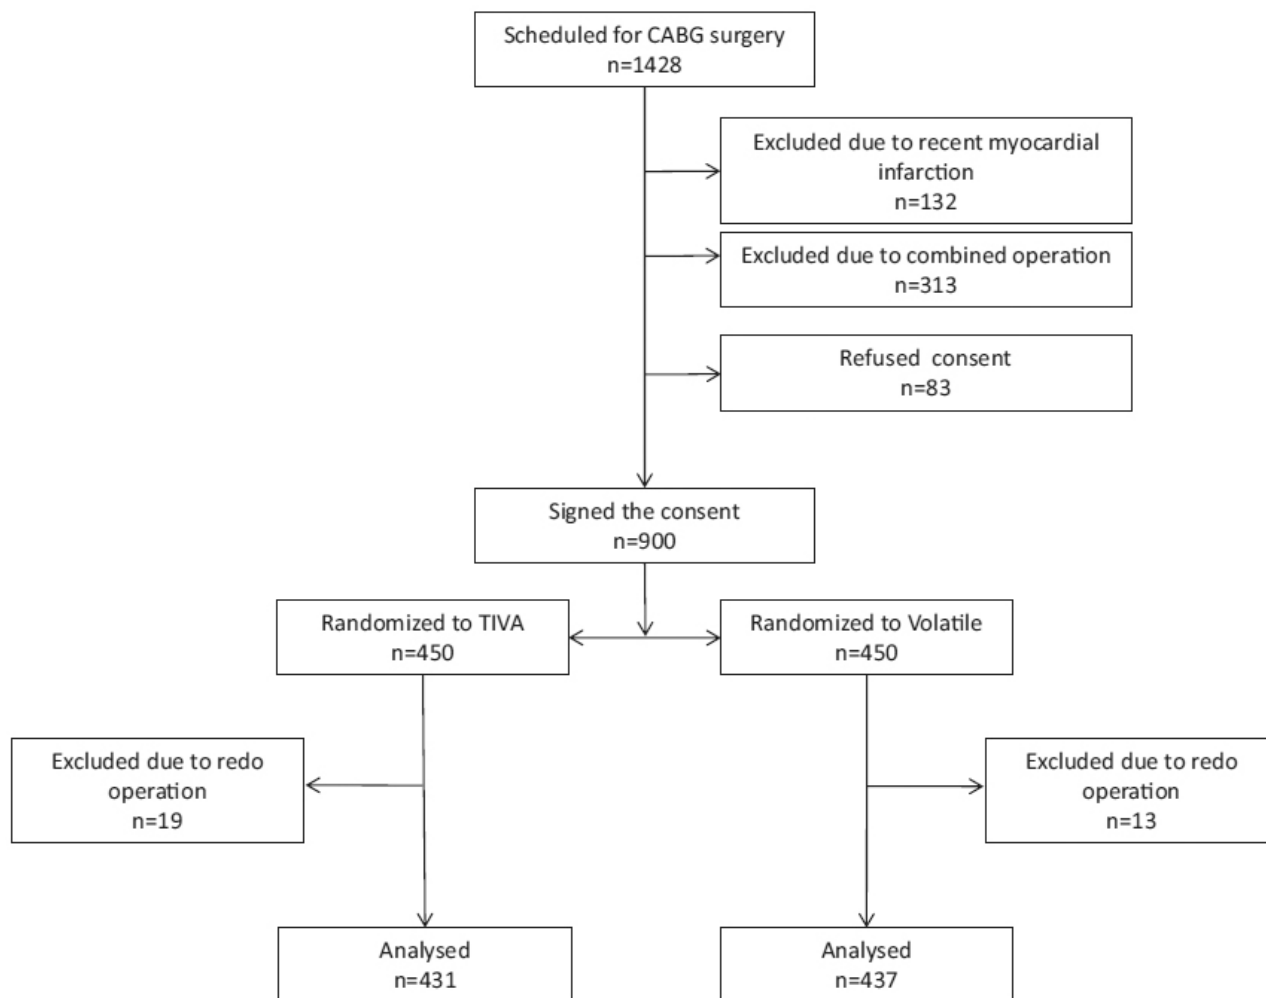 Scheduled for CABG surgery
n=1428
Excluded due to recent myocardial
infarction
n=132
Excluded due to combined operation
n=313
Refused consent
n=83
Signed the consent
n=900
Randomized to TIVA
n=450
Randomized to Volatile
n=450
Excluded due to redo
operation
n=19
Excluded due to redo
operation
n=13
Analysed
n=431
Analysed
n=437